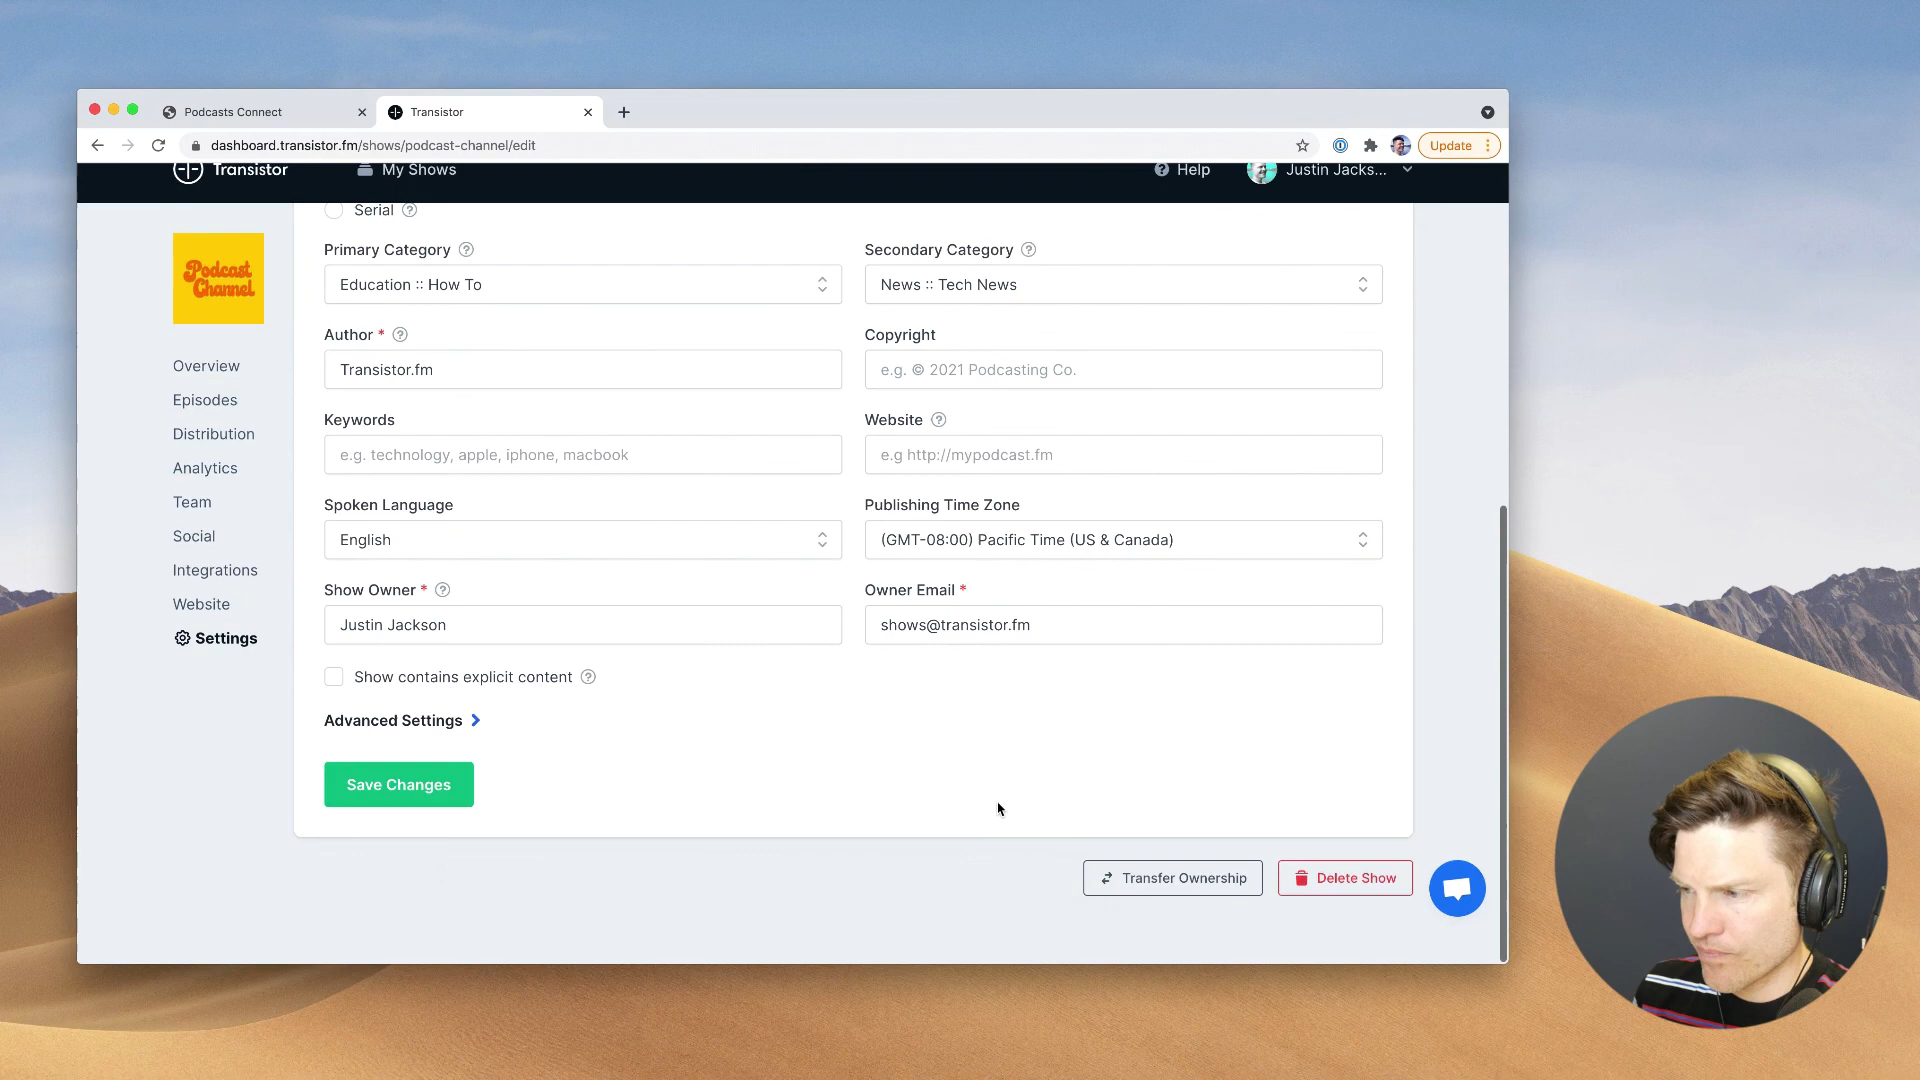 Podcasts Connect
Transistor
dashboard.transistor.fm/shows/podcast-channel/edit
Update
Transistor
My Shows
Help
Justin Jacks...
Podcast
Channel
Overview
Episodes
Distribution
Analytics
Team
Social
Integrations
Website
Settings
Serial
Primary Category
Secondary Category
Education :: How To
News :: Tech News
Author *
Copyright
Transistor.fm
e.g. © 2021 Podcasting Co.
Keywords
Website
e.g. technology, apple, iphone, macbook
e.g http://mypodcast.fm
Spoken Language
Publishing Time Zone
English
(GMT-08:00) Pacific Time (US & Canada)
Show Owner *
Owner Email *
Justin Jackson
shows@transistor.fm
Show contains explicit content
Advanced Settings
Save Changes
Transfer Ownership
Delete Show